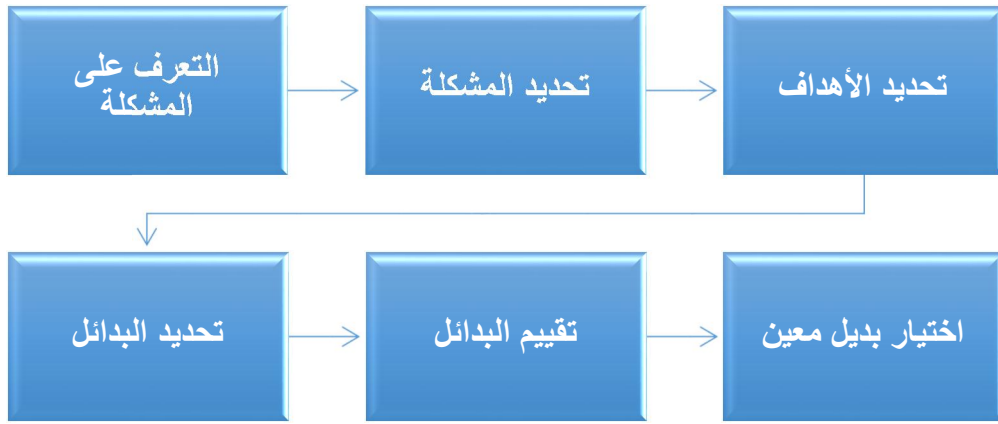 التعرف على
المشكلة
تحديد المشكلة
تحديد الأهداف
تحديد البدائل
تقييم البدائل
اختيار بديل معين